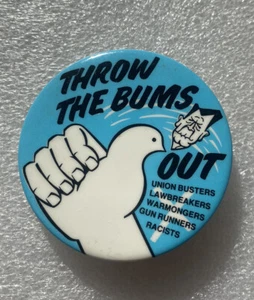 THROW
THE BUMS
OUT
UNION BUSTERS
LAWBREAKERS
WARMONGERS
GUN RUNNERS
RACISTS